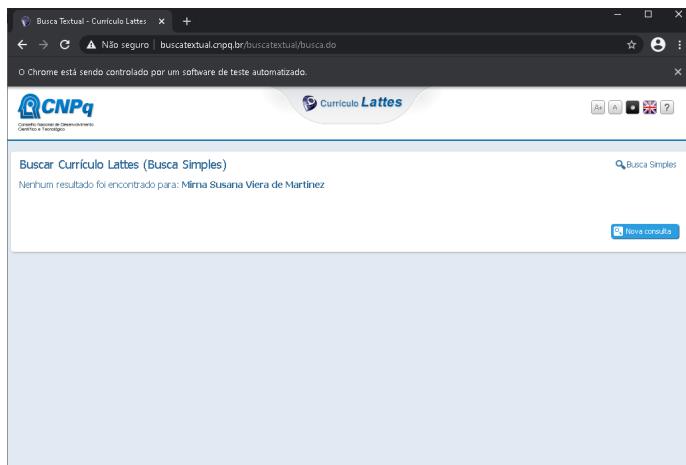 Busca Textual - Currículo Lattes
Não seguro | buscatextual.cnpq.br/buscatextual/busca.do
O Chrome está sendo controlado por um software de teste automatizado.
CNPq
Conselho Nacional de Desenvolvimento
Científico e Tecnológico
Currículo Lattes
A+ A ?
Buscar Currículo Lattes (Busca Simples)
Busca Simples
Nenhum resultado foi encontrado para: Mirna Susana Viera de Martinez
Nova consulta